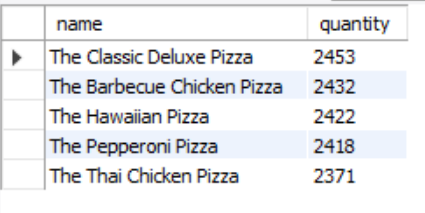 name quantity
The Classic Deluxe Pizza 2453
The Barbecue Chicken Pizza 2432
The Hawaiian Pizza 2422
The Pepperoni Pizza 2418
The Thai Chicken Pizza 2371